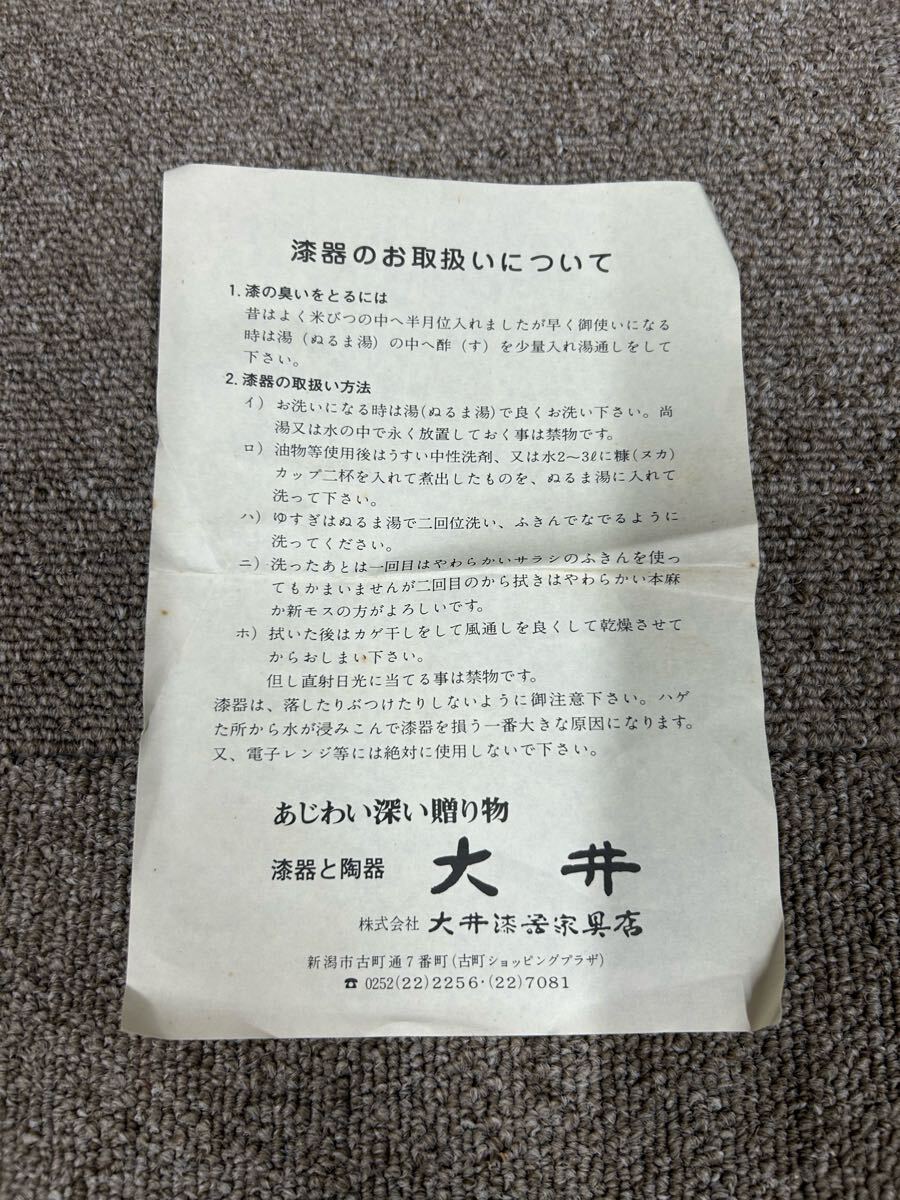 漆器のお取扱いについて
1. 漆の臭いをとるには
昔はよく米びつの中へ半月位入れましたが早く御使いになる
時は湯（ぬるま湯）の中へ酢（す）を少量入れ湯通しをして
下さい。
2. 漆器の取扱い方法
イ）お洗いになる時は湯(ぬるま湯)で良くお洗い下さい。尚
湯又は水の中で永く放置しておく事は禁物です。
ロ）油物等使用後はうすい中性洗剤、又は水2〜3ℓに糠（ヌカ）
カップ二杯を入れて煮出したものを、ぬるま湯に入れて
洗って下さい。
ハ）ゆすぎはぬるま湯で二回位洗い、ふきんでなでるように
洗ってください。
ニ）洗ったあとは一回目はやわらかいサラシのふきんを使っ
てもかまいませんが二回目のから拭きはやわらかい本麻
か新モスの方がよろしいです。
ホ）拭いた後はカゲ干しをして風通しを良くして乾燥させて
からおしまい下さい。
但し直射日光に当てる事は禁物です。
漆器は、落したりぶつけたりしないように御注意下さい。ハゲ
た所から水が浸みこんで漆器を損う一番大きな原因になります。
又、電子レンジ等には絶対に使用しないで下さい。
あじわい深い贈り物
漆器と陶器 大井
株式会社 大井漆器家具店
新潟市古町通7番町(古町ショッピングプラザ)
☎ 0252(22)2256・(22)7081